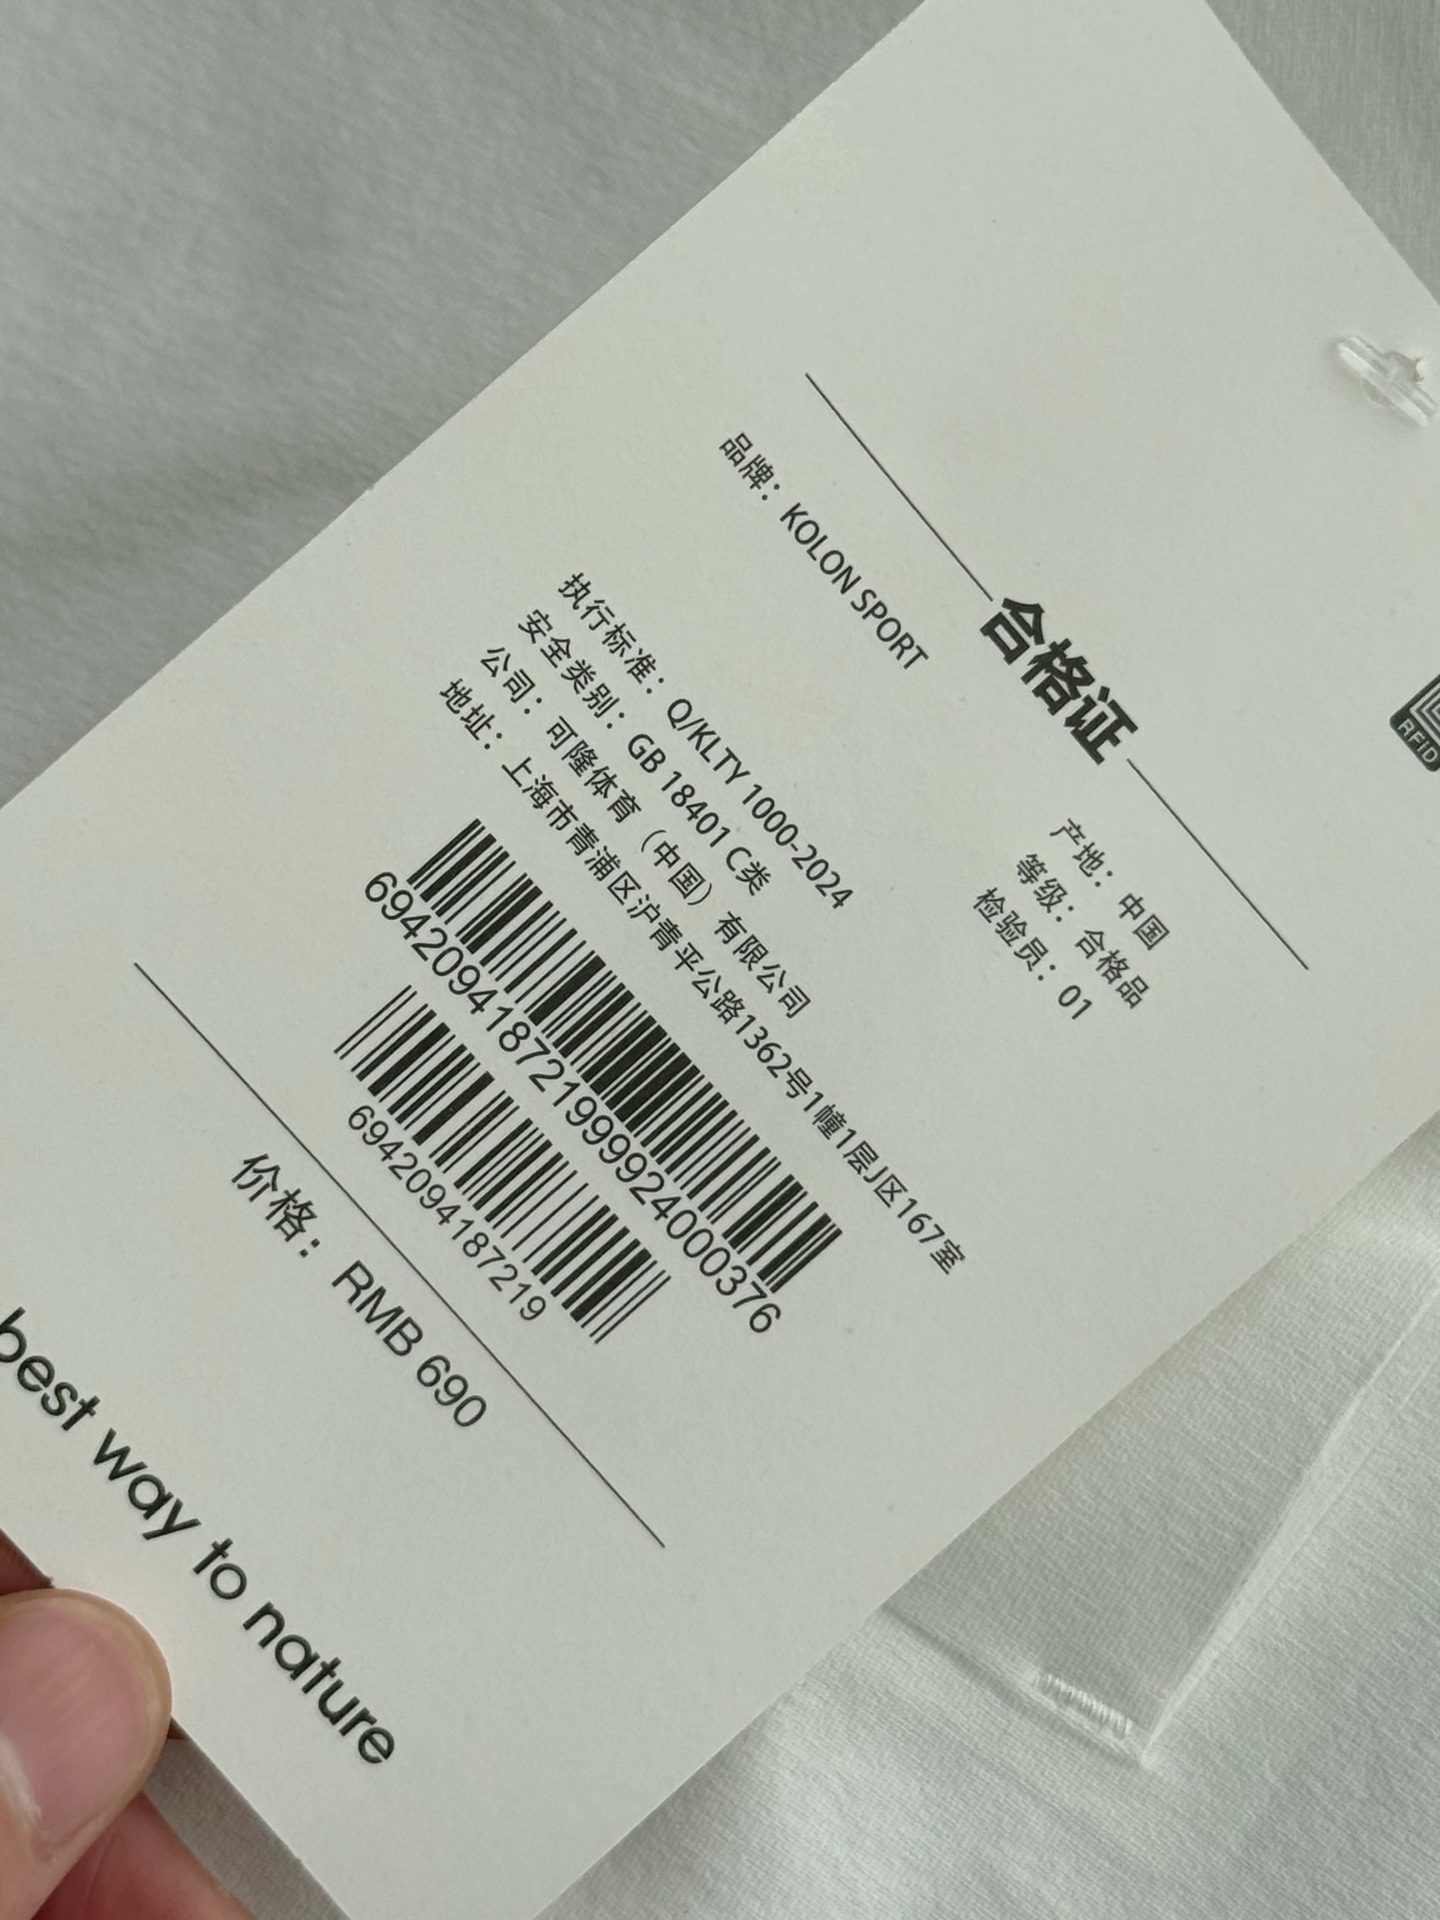 RFID
合格证
品牌：KOLON SPORT
产地：中国
等级：合格品
检验员：01
执行标准：Q/KLTY 1000-2024
安全类别：GB 18401 C类
公司：可隆体育（中国）有限公司
地址：上海市青浦区沪青平公路1362号1幢1层J区167室
69420941872199992400376
6942094187219
价格：RMB 690
best way to nature